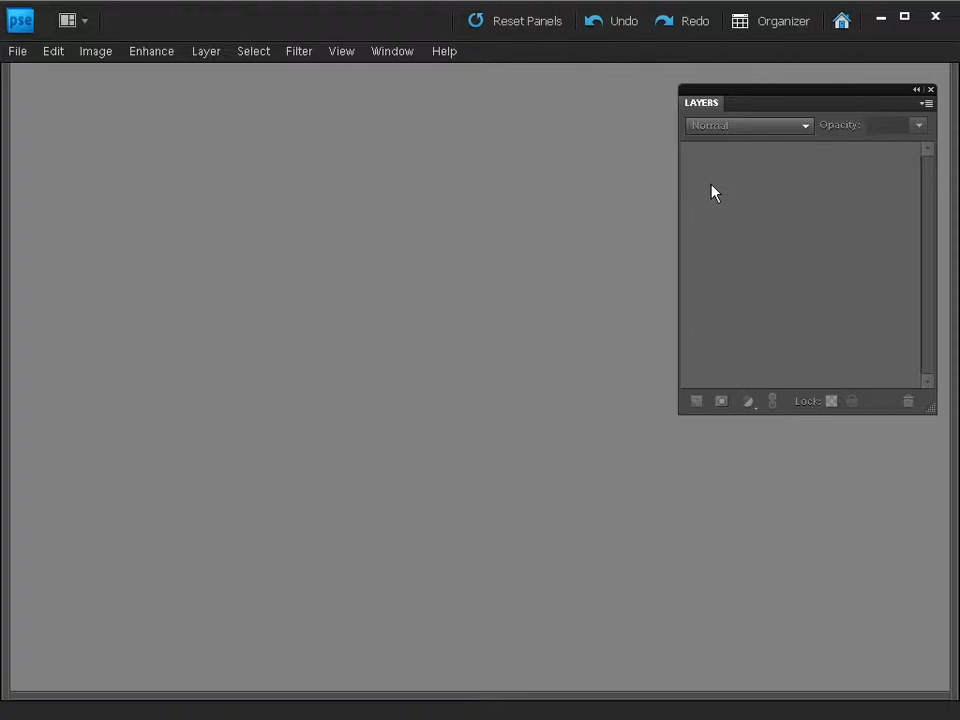 pse Reset Panels Undo Redo Organizer
File Edit Image Enhance Layer Select Filter View Window Help
LAYERS
Normal Opacity:
Lock: